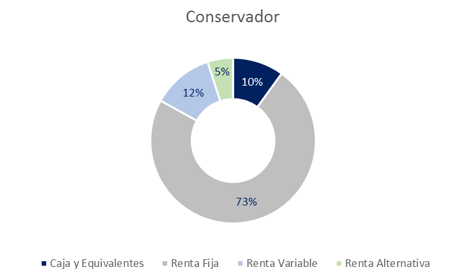 Conservador
5%
10%
12%
73%
Caja y Equivalentes Renta Fija Renta Variable Renta Alternativa